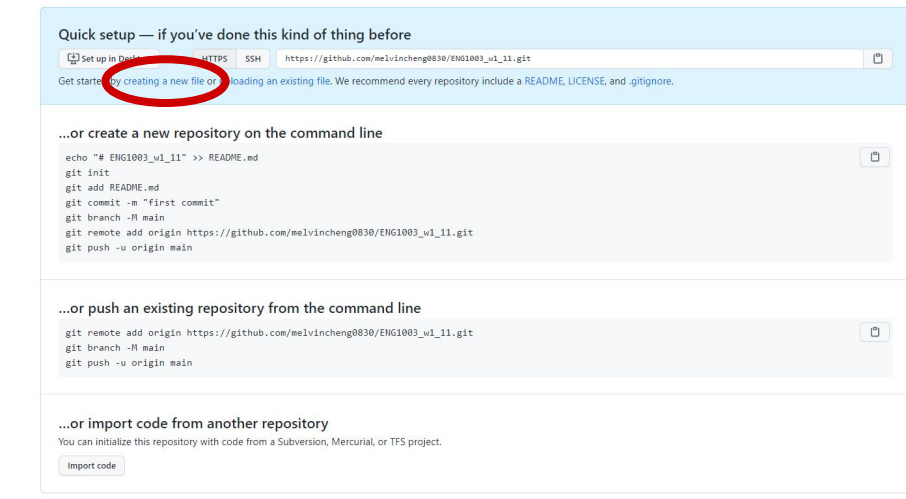 Quick setup — if you've done this kind of thing before
Set up in Desktop HTTPS SSH https://github.com/melvincheng0830/ENG1003_w1_11.git
Get started by creating a new file or uploading an existing file. We recommend every repository include a README, LICENSE, and .gitignore.
...or create a new repository on the command line
echo "# ENG1003_w1_11" >> README.md
git init
git add README.md
git commit -m "first commit"
git branch -M main
git remote add origin https://github.com/melvincheng0830/ENG1003_w1_11.git
git push -u origin main
...or push an existing repository from the command line
git remote add origin https://github.com/melvincheng0830/ENG1003_w1_11.git
git branch -M main
git push -u origin main
...or import code from another repository
You can initialize this repository with code from a Subversion, Mercurial, or TFS project.
Import code